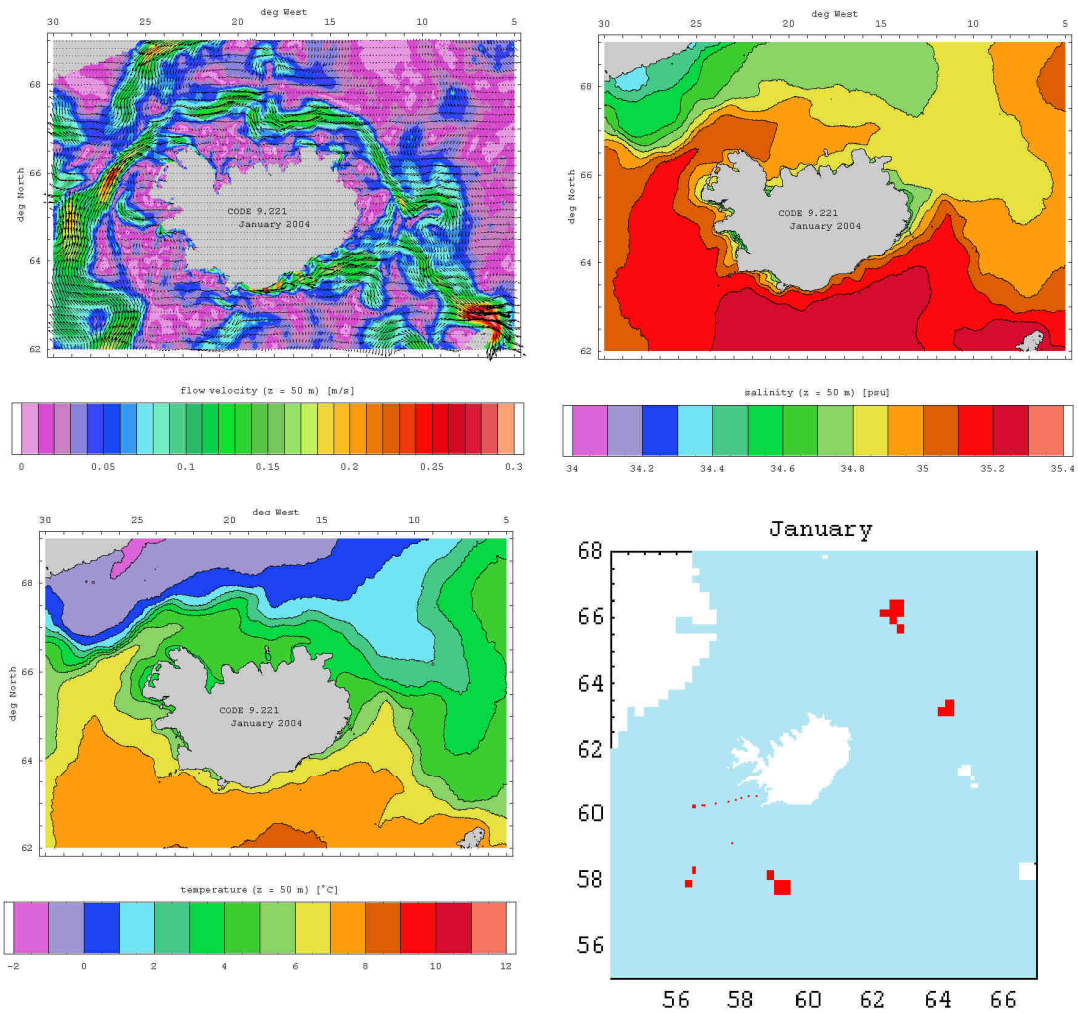 deg West
30 25 20 15 10 5
68
66
64
62
deg North
CODE 9.221
January 2004
flow velocity (z = 50 m) [m/s]
0 0.05 0.1 0.15 0.2 0.25 0.3
deg West
30 25 20 15 10 5
68
66
64
62
deg North
CODE 9.221
January 2004
salinity (z = 50 m) [psu]
34 34.2 34.4 34.6 34.8 35 35.2 35.4
deg West
30 25 20 15 10 5
68
66
64
62
deg North
CODE 9.221
January 2004
temperature (z = 50 m) [°C]
-2 0 2 4 6 8 10 12
January
68
66
64
62
60
58
56
56 58 60 62 64 66